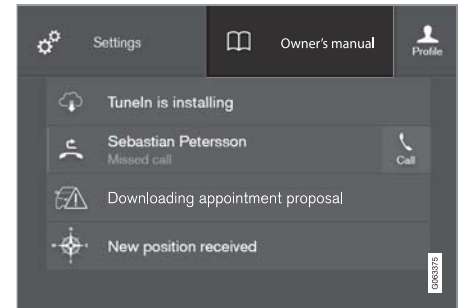 Settings
Owner's manual
Profile
TuneIn is installing
Sebastian Petersson
Missed call
Call
Downloading appointment proposal
New position received
G063375